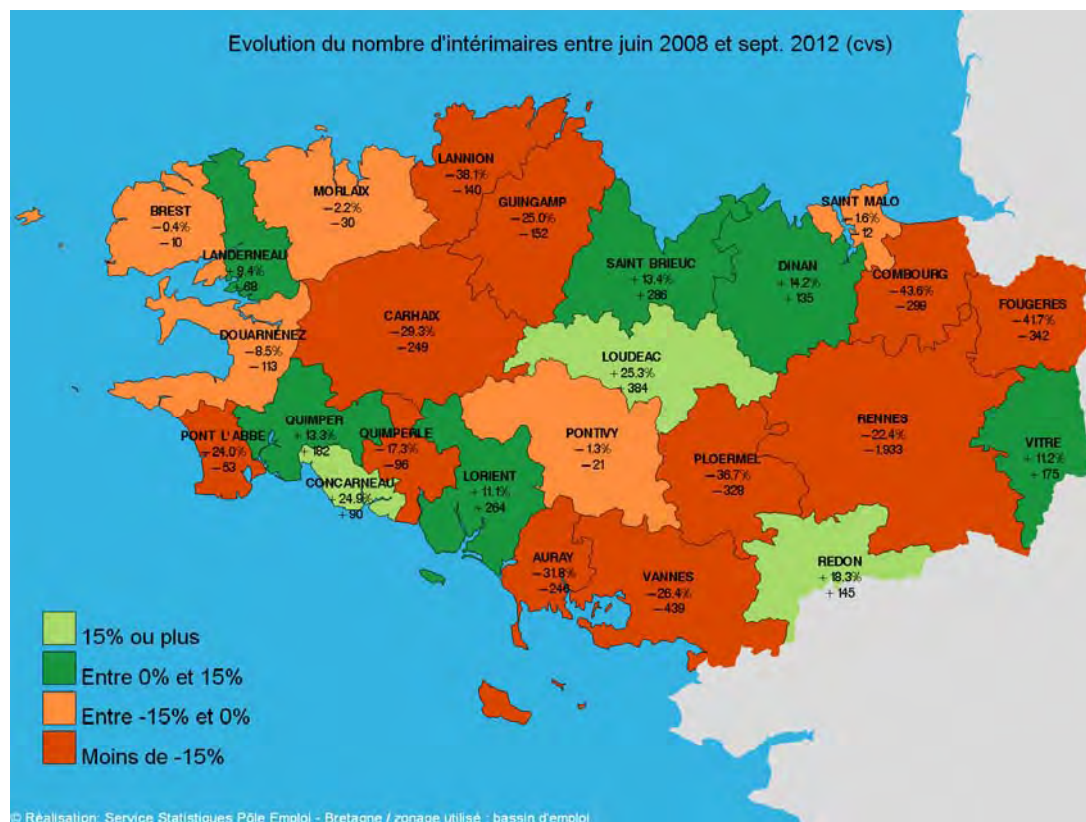 Evolution du nombre d'intérimaires entre juin 2008 et sept. 2012 (cvs)
LANNION
−38.1%
−140
GUINGAMP
−25.0%
−152
MORLAIX
−2.2%
−30
BREST
−0.4%
−10
LANDERNEAU
+9.4%
+68
SAINT MALO
−1.6%
−12
SAINT BRIEUC
+13.4%
+286
DINAN
+14.2%
+135
COMBOURG
−43.6%
−299
FOUGERES
−41.7%
−342
CARHAIX
−29.3%
−249
DOUARNENEZ
−8.5%
−113
LOUDEAC
+25.3%
+384
RENNES
−22.4%
−1.933
VITRE
+11.2%
+175
QUIMPER
+13.3%
+182
PONT L'ABBE
−24.0%
−53
QUIMPERLE
−17.3%
−96
PONTIVY
−1.3%
−21
PLOERMEL
−36.7%
−328
CONCARNEAU
+24.9%
+90
LORIENT
+11.1%
+264
AURAY
−31.8%
−246
VANNES
−26.4%
−439
REDON
+18.3%
+145
15% ou plus
Entre 0% et 15%
Entre -15% et 0%
Moins de -15%
© Réalisation: Service Statistiques Pôle Emploi - Bretagne / zonage utilisé : bassin d'emploi